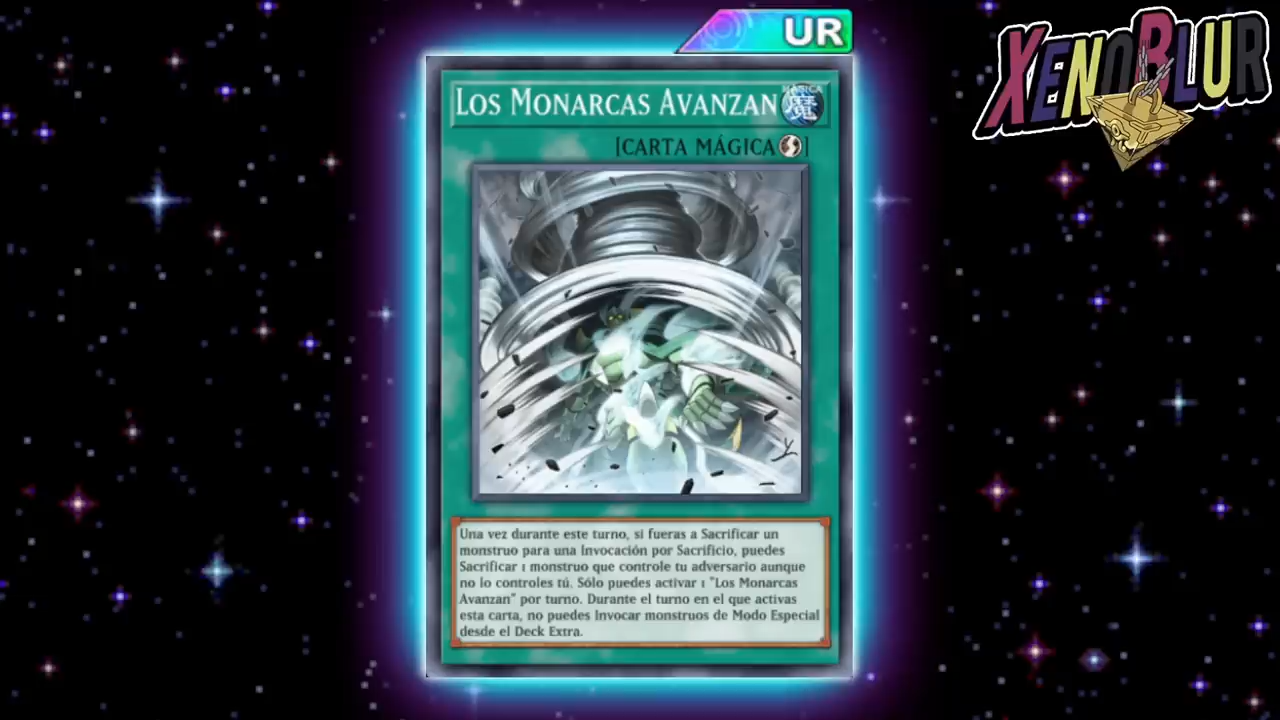 UR
XENOBLUR
LOS MONARCAS AVANZAN
MÁGICA
魔
[CARTA MÁGICA]
Una vez durante este turno, si fueras a Sacrificar un
monstruo para una Invocación por Sacrificio, puedes
Sacrificar 1 monstruo que controle tu adversario aunque
no lo controles tú. Sólo puedes activar 1 "Los Monarcas
Avanzan" por turno. Durante el turno en el que activas
esta carta, no puedes Invocar monstruos de Modo Especial
desde el Deck Extra.